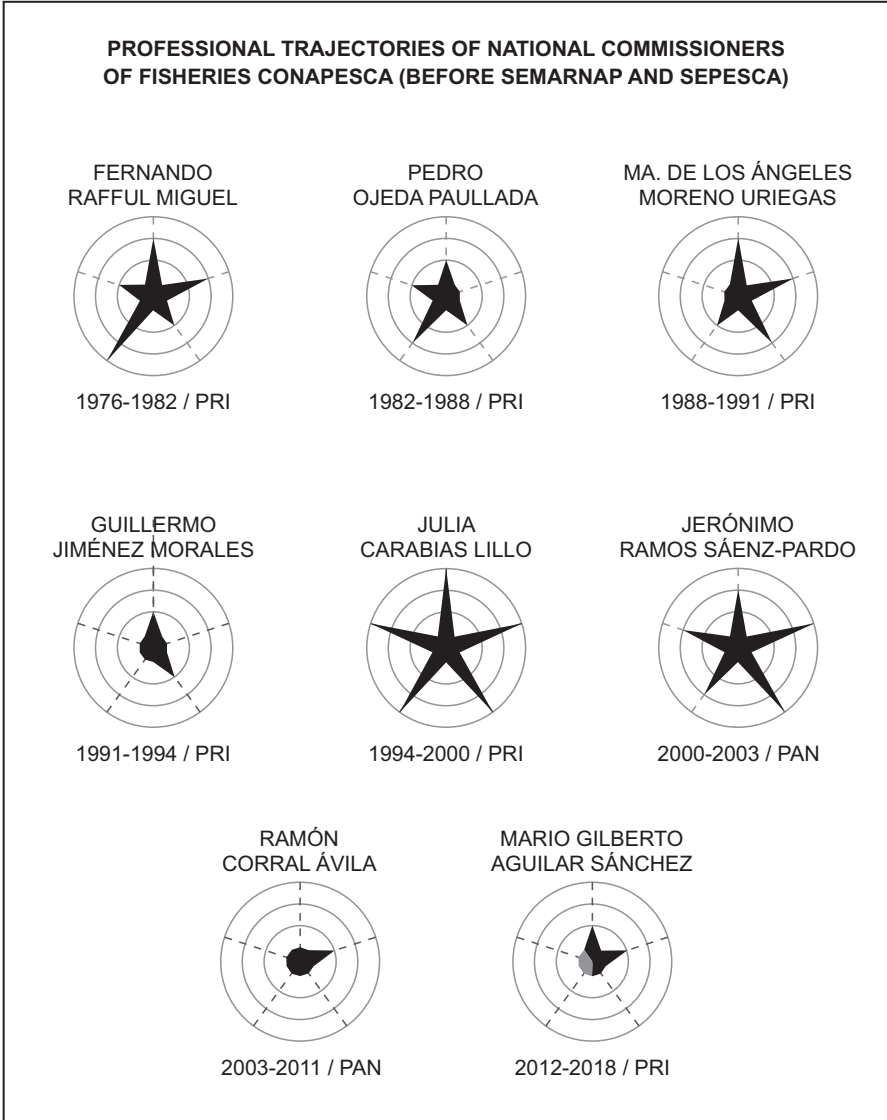 PROFESSIONAL TRAJECTORIES OF NATIONAL COMMISSIONERS
OF FISHERIES CONAPESCA (BEFORE SEMARNAP AND SEPESCA)
FERNANDO
RAFFUL MIGUEL
1976-1982 / PRI
PEDRO
OJEDA PAULLADA
1982-1988 / PRI
MA. DE LOS ÁNGELES
MORENO URIEGAS
1988-1991 / PRI
GUILLERMO
JIMÉNEZ MORALES
1991-1994 / PRI
JULIA
CARABIAS LILLO
1994-2000 / PRI
JERÓNIMO
RAMOS SÁENZ-PARDO
2000-2003 / PAN
RAMÓN
CORRAL ÁVILA
2003-2011 / PAN
MARIO GILBERTO
AGUILAR SÁNCHEZ
2012-2018 / PRI